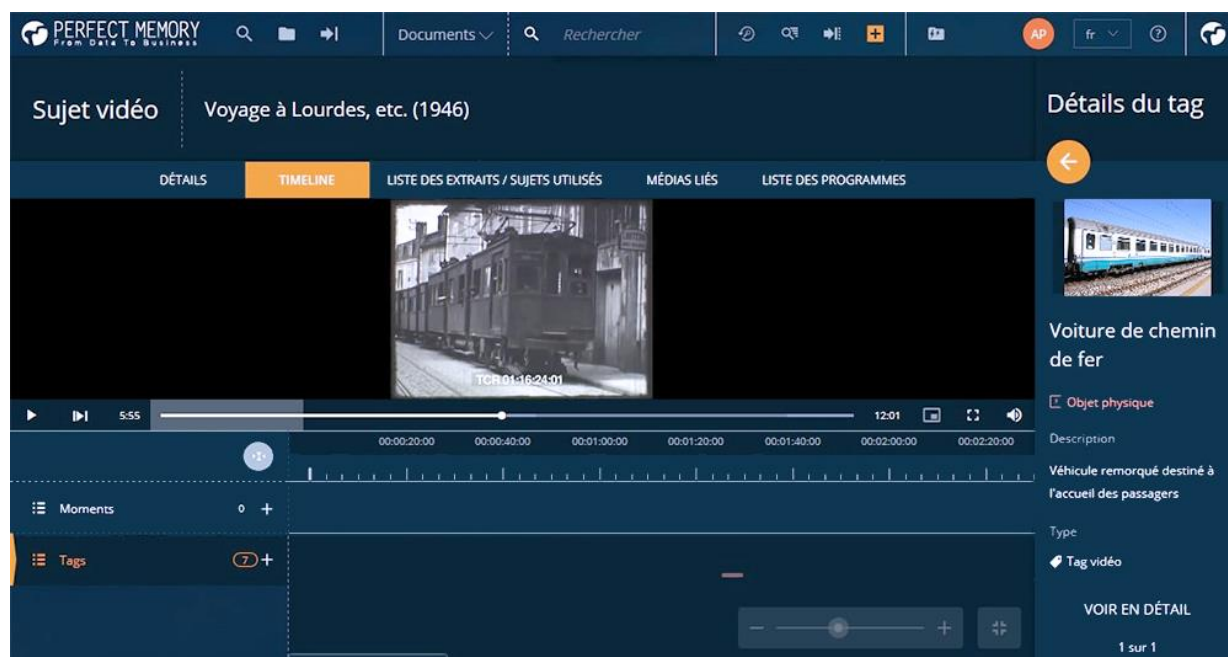 PERFECT MEMORY
From Data To Business
Documents
Rechercher
AP
fr
Sujet vidéo
Voyage à Lourdes, etc. (1946)
Détails du tag
DÉTAILS
TIMELINE
LISTE DES EXTRAITS / SUJETS UTILISÉS
MÉDIAS LIÉS
LISTE DES PROGRAMMES
TCR 01:16:24:01
Voiture de chemin
de fer
Objet physique
5:55
12:01
Description
00:00:20:00
00:00:40:00
00:01:00:00
00:01:20:00
00:01:40:00
00:02:00:00
00:02:20:00
Véhicule remorqué destiné à
l'accueil des passagers
Moments
0 +
Type
Tags
7 +
Tag vidéo
VOIR EN DÉTAIL
1 sur 1